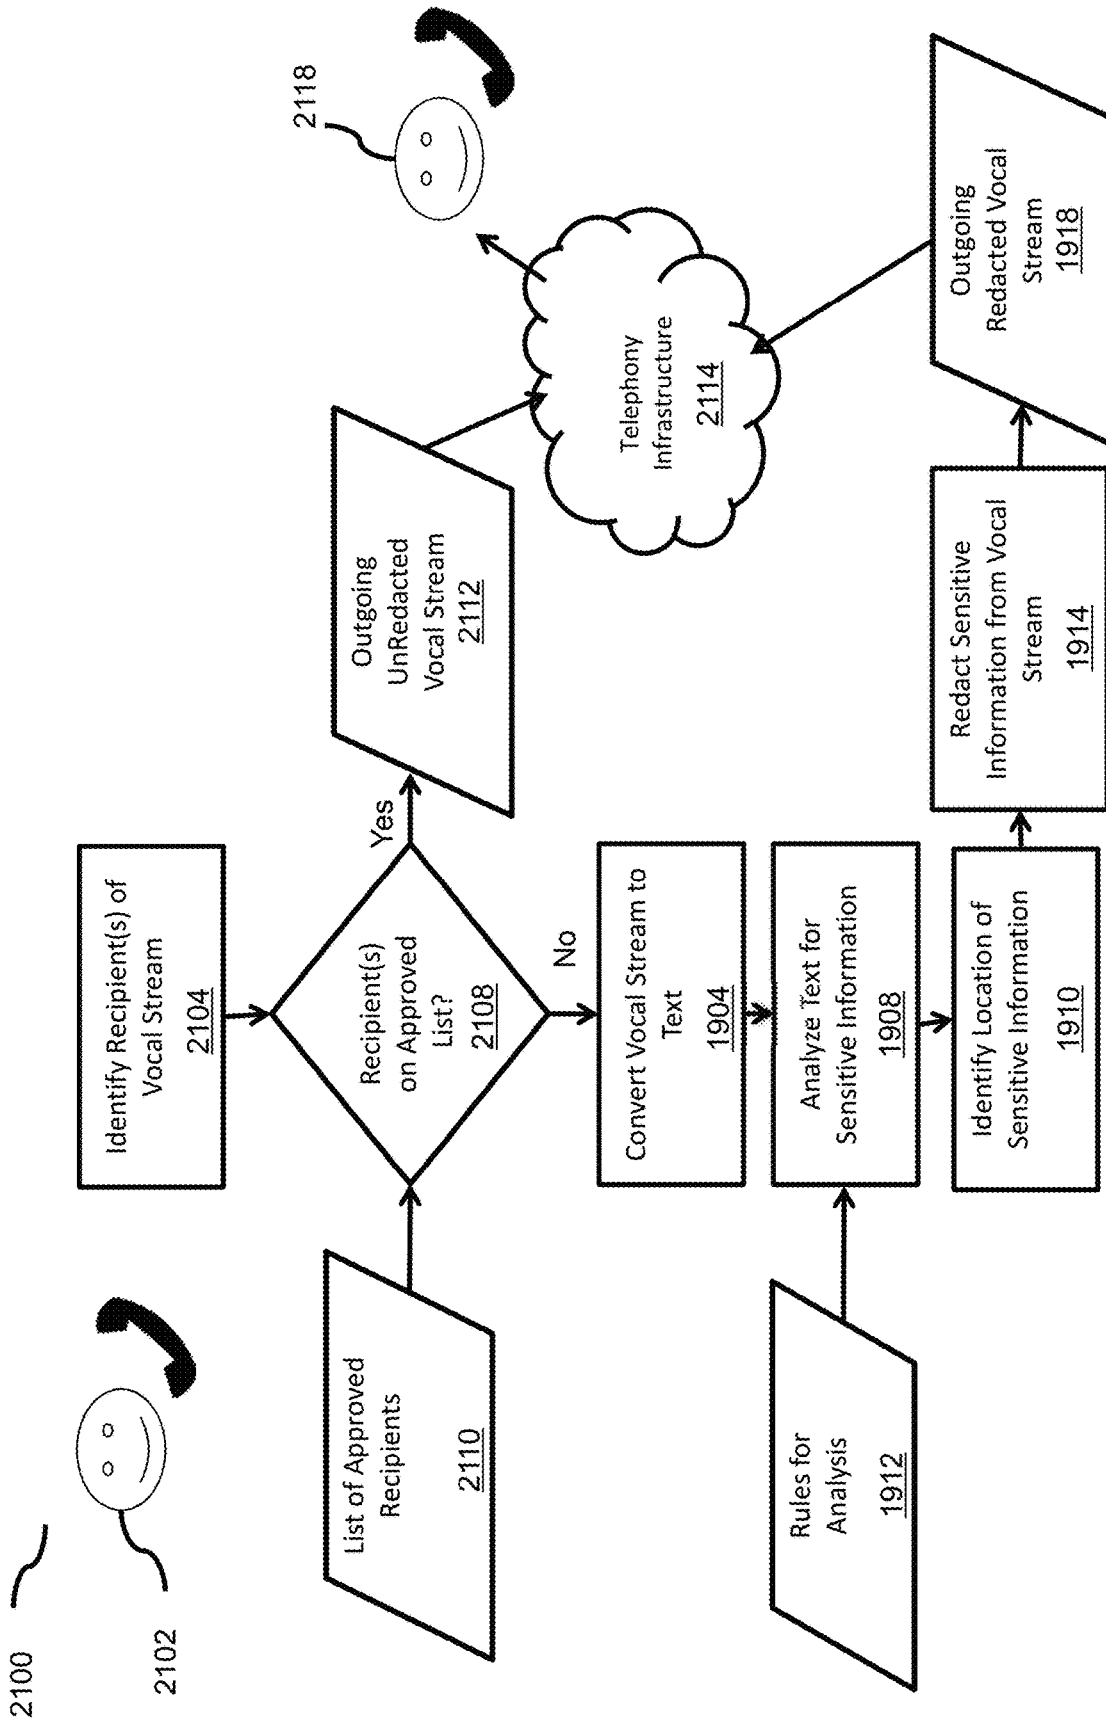 2100
2102
Identify Recipient(s) of
Vocal Stream
2104
2118
List of Approved
Recipients
2110
Recipient(s)
on Approved
List?
2108
Yes
Outgoing
UnRedacted
Vocal Stream
2112
No
Telephony
Infrastructure
2114
Convert Vocal Stream to
Text
1904
Rules for
Analysis
1912
Analyze Text for
Sensitive Information
1908
Identify Location of
Sensitive Information
1910
Redact Sensitive
Information from Vocal
Stream
1914
Outgoing
Redacted Vocal
Stream
1918